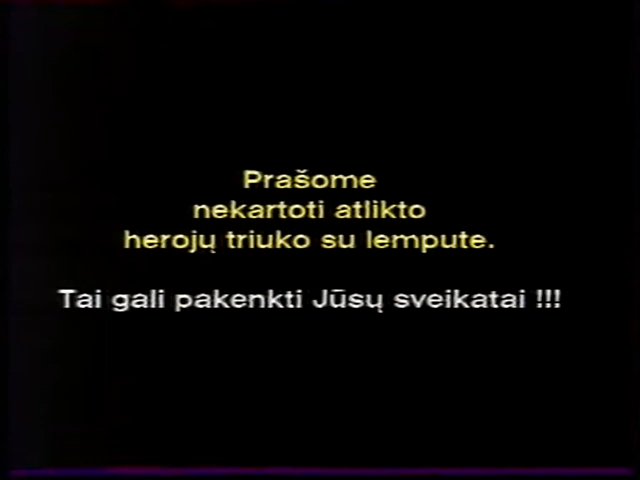 Prašome
nekartoti atlikto
herojų triuko su lempute.
Tai gali pakenkti Jūsų sveikatai !!!